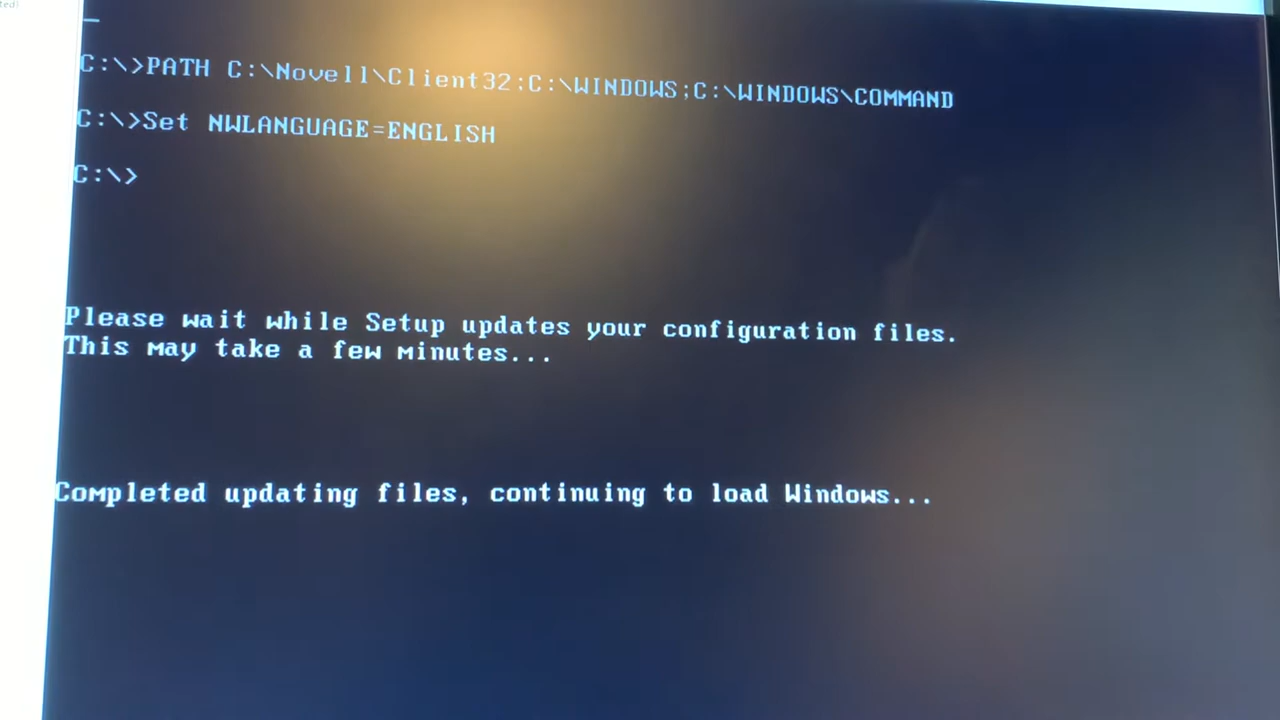 C:\>PATH C:\Novell\Client32;C:\WINDOWS;C:\WINDOWS\COMMAND
C:\>Set NWLANGUAGE=ENGLISH
C:\>
Please wait while Setup updates your configuration files.
This may take a few minutes...
Completed updating files, continuing to load Windows...